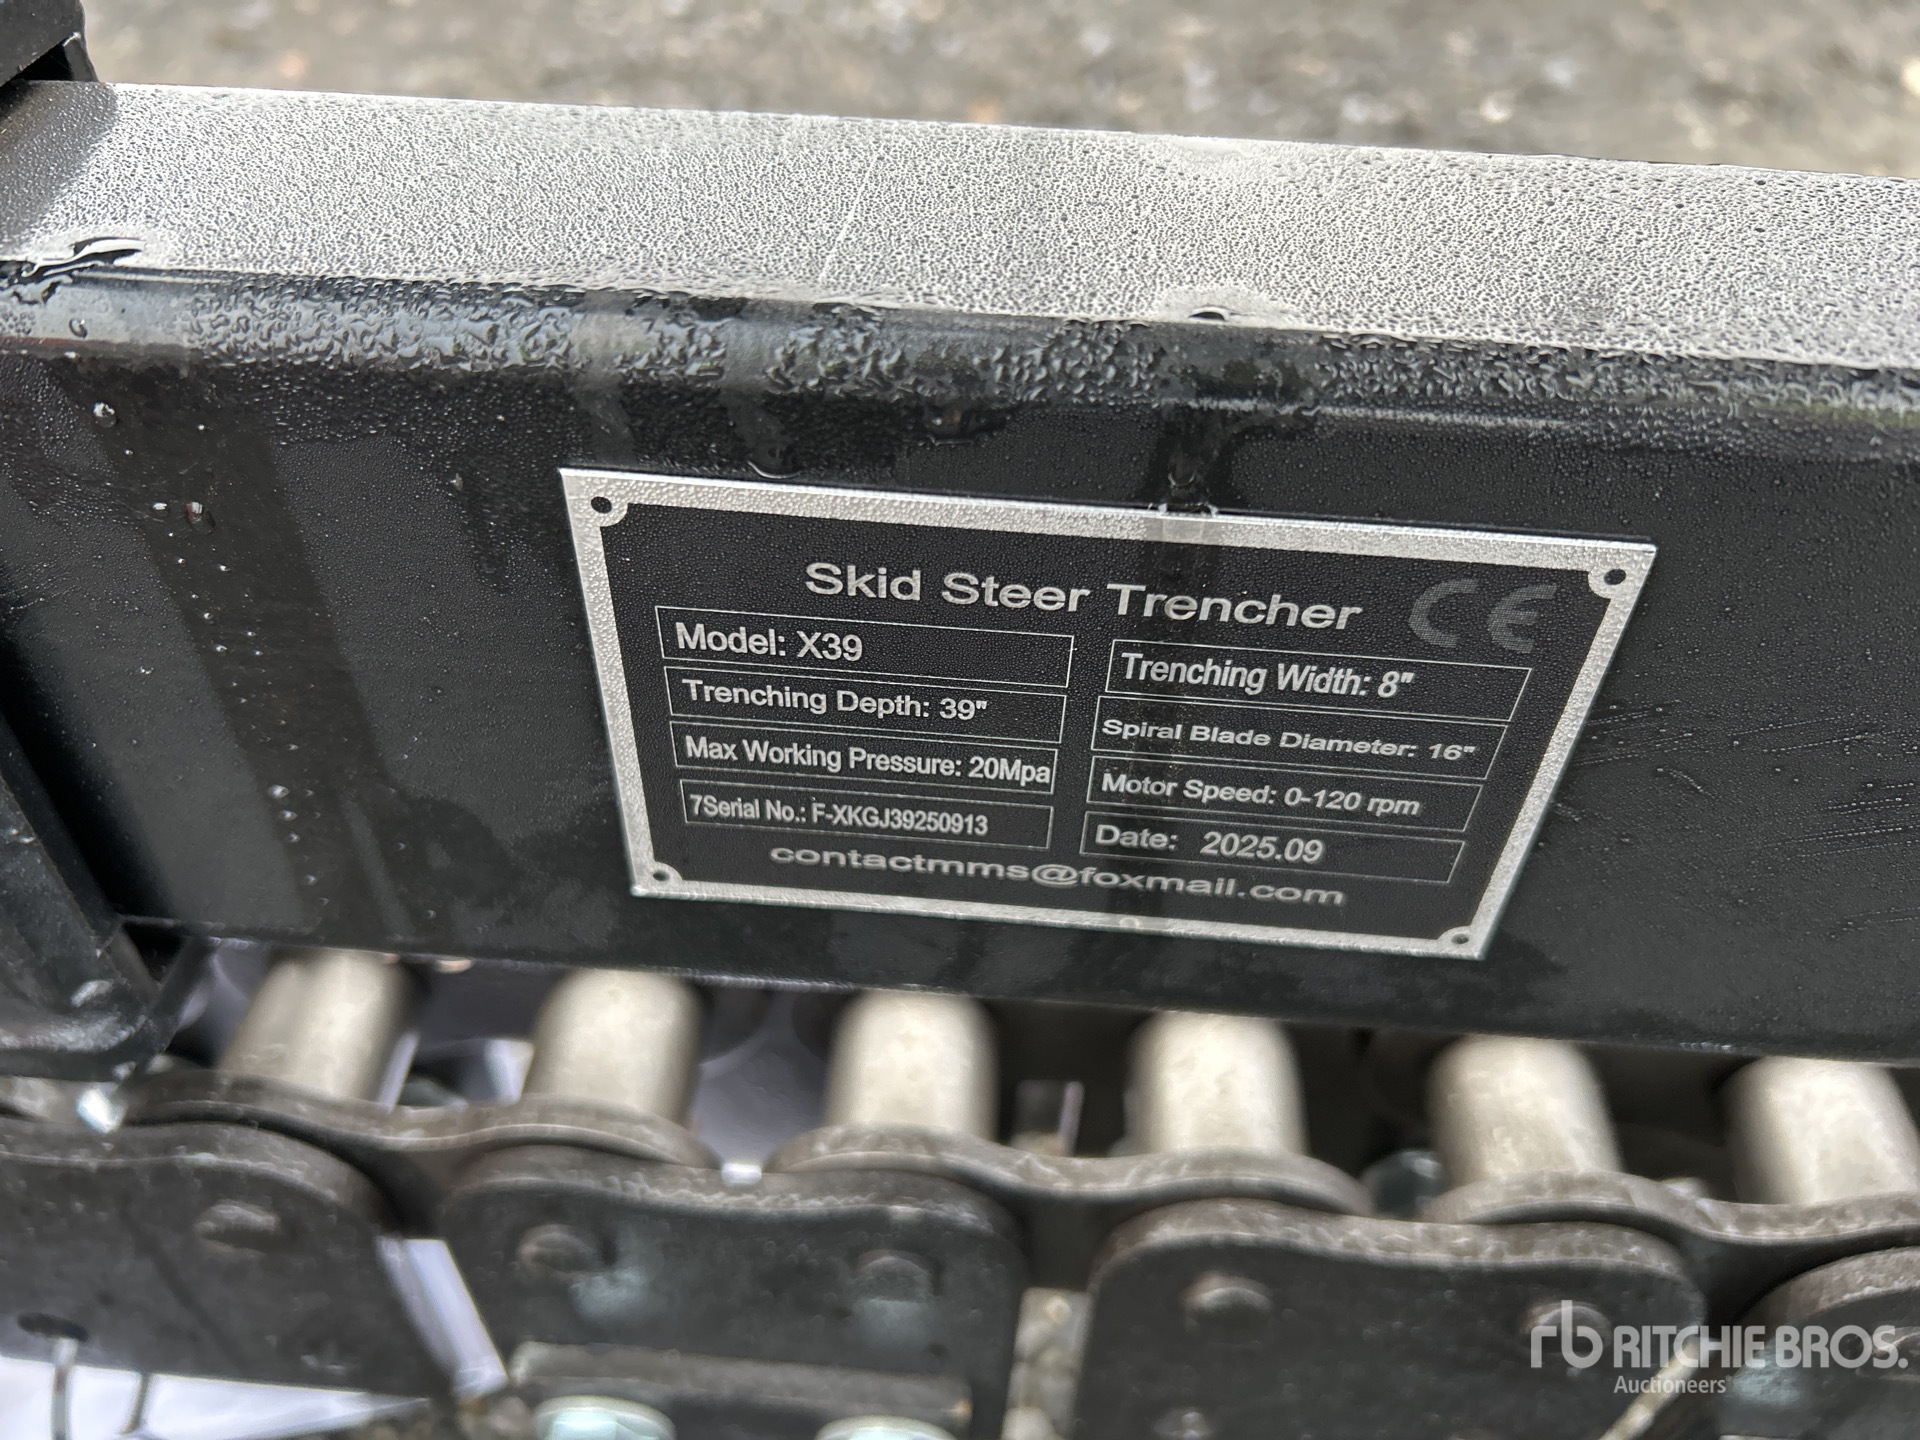 Skid Steer Trencher CE
Model: X39
Trenching Width: 8"
Trenching Depth: 39"
Spiral Blade Diameter: 16"
Max Working Pressure: 20Mpa
Motor Speed: 0-120 rpm
7Serial No.: F-XKGJ39250913
Date: 2025.09
contactmms@foxmail.com
rb RITCHIE BROS.
Auctioneers